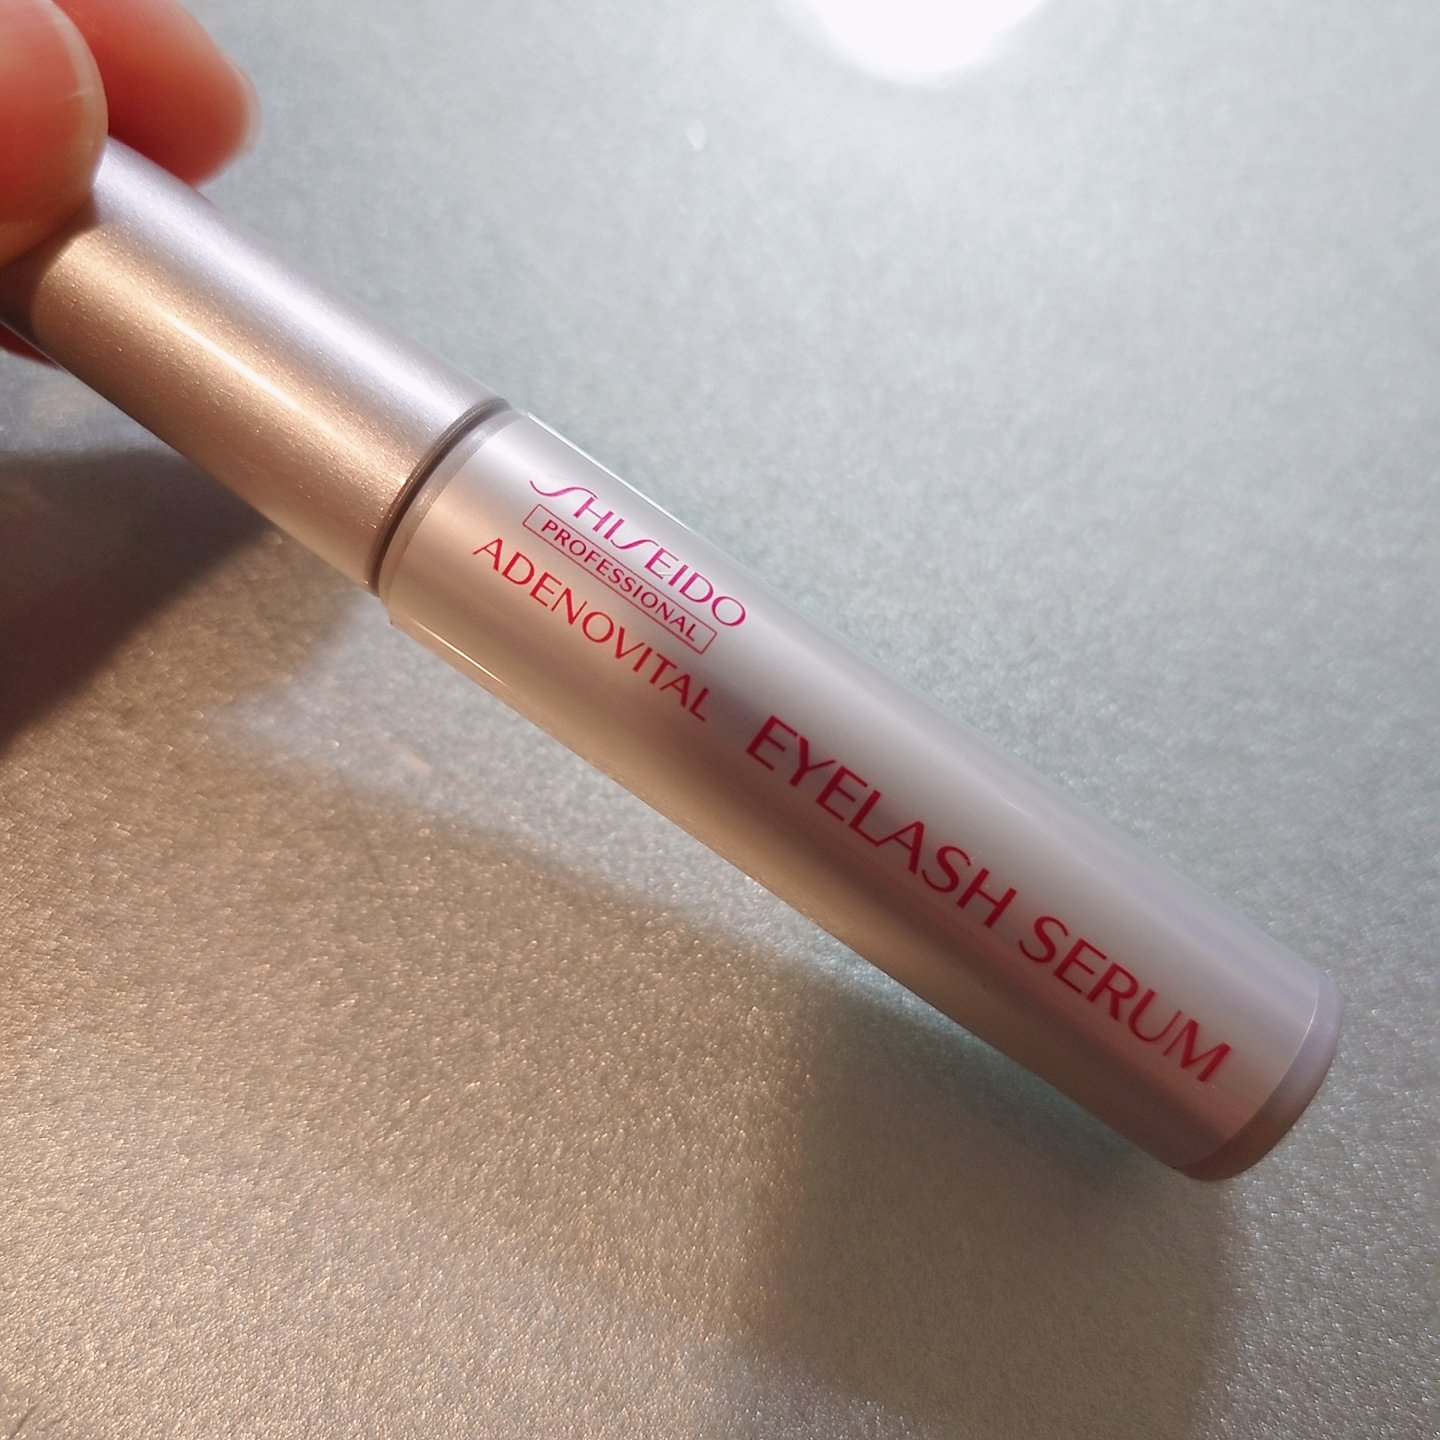 SHISEIDO
PROFESSIONAL
ADENOVITAL
EYELASH SERUM